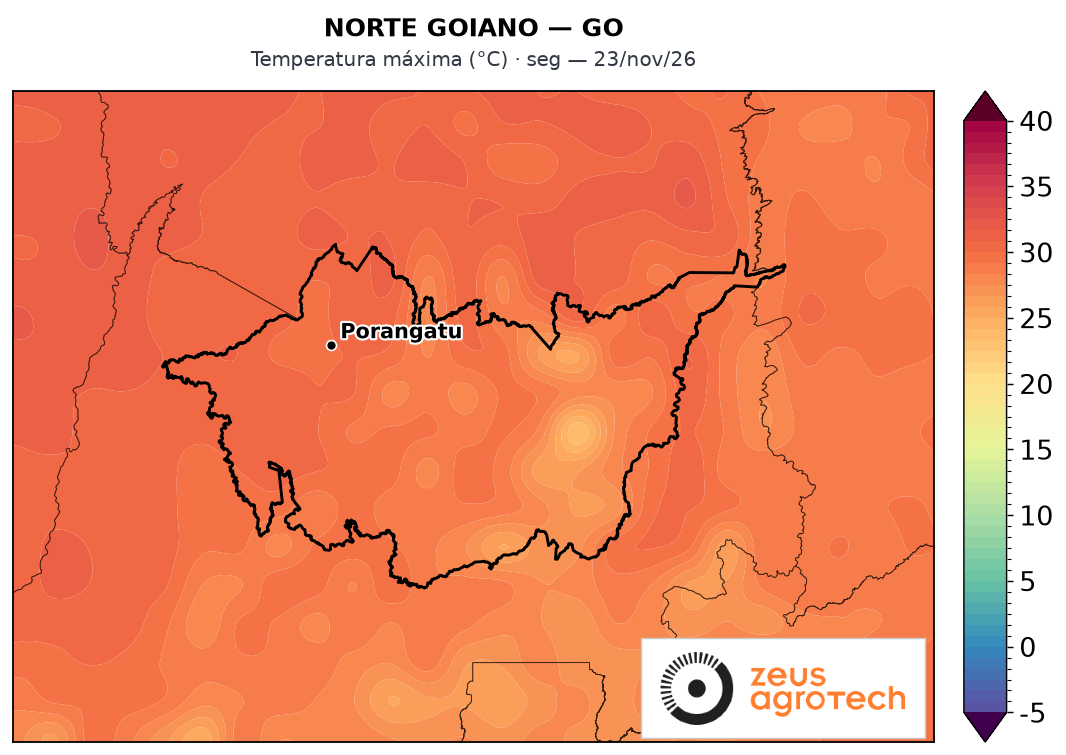 NORTE GOIANO — GO
Temperatura máxima (°C) · seg — 23/nov/26
Porangatu
40
35
30
25
20
15
10
5
0
-5
zeus
agrotech